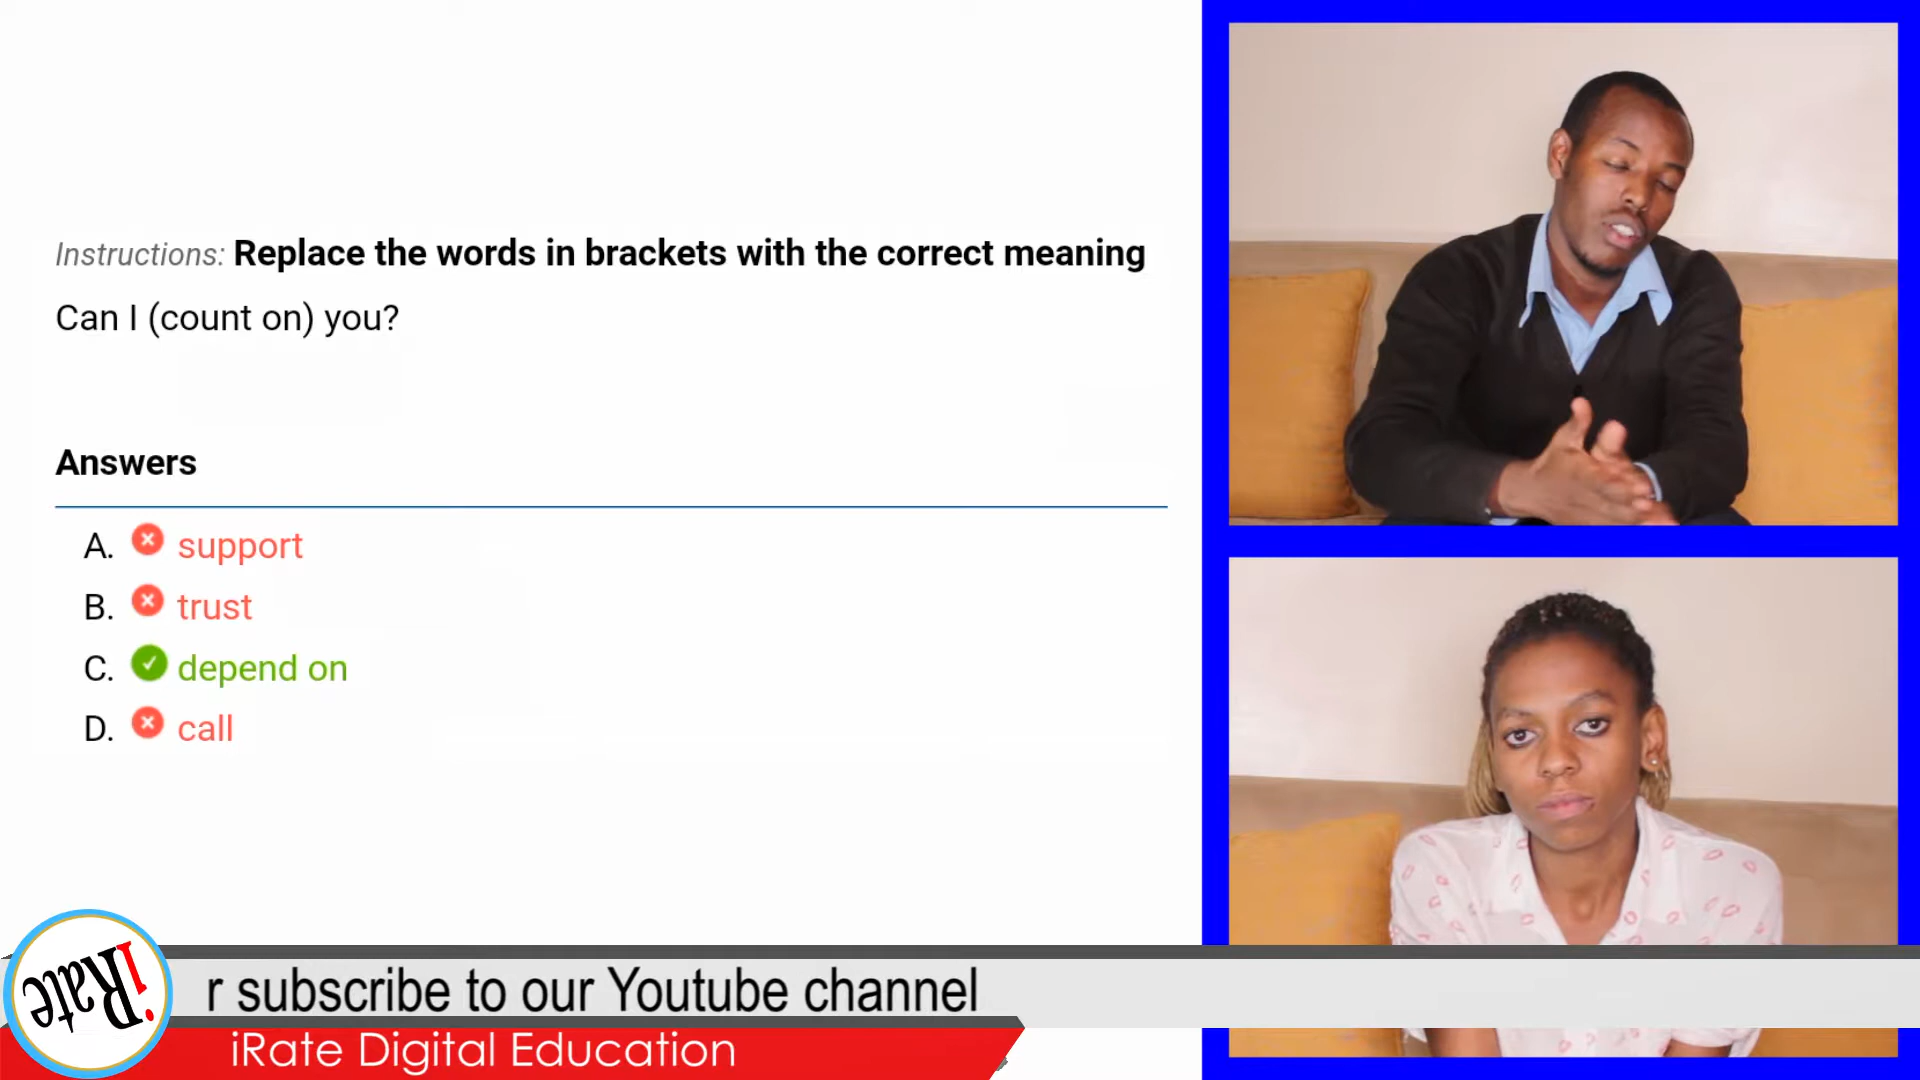 Instructions: Replace the words in brackets with the correct meaning
Can I (count on) you?
Answers
A. support
B. trust
C. depend on
D. call
iRate
r subscribe to our Youtube channel
iRate Digital Education